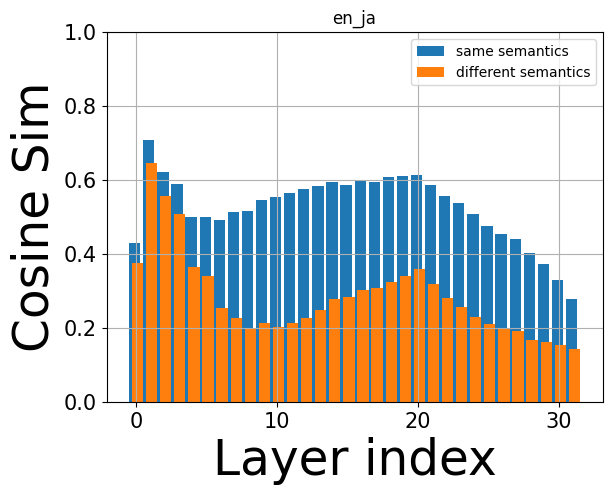 en_ja
same semantics
different semantics
Cosine Sim
1.0
0.8
0.6
0.4
0.2
0.0
0 10 20 30
Layer index